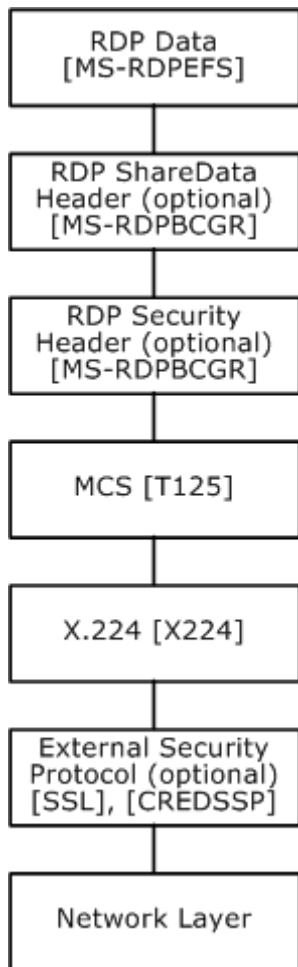 RDP Data
[MS-RDPEFS]
RDP ShareData
Header (optional)
[MS-RDPBCGR]
RDP Security
Header (optional)
[MS-RDPBCGR]
MCS [T125]
X.224 [X224]
External Security
Protocol (optional)
[SSL], [CREDSSP]
Network Layer